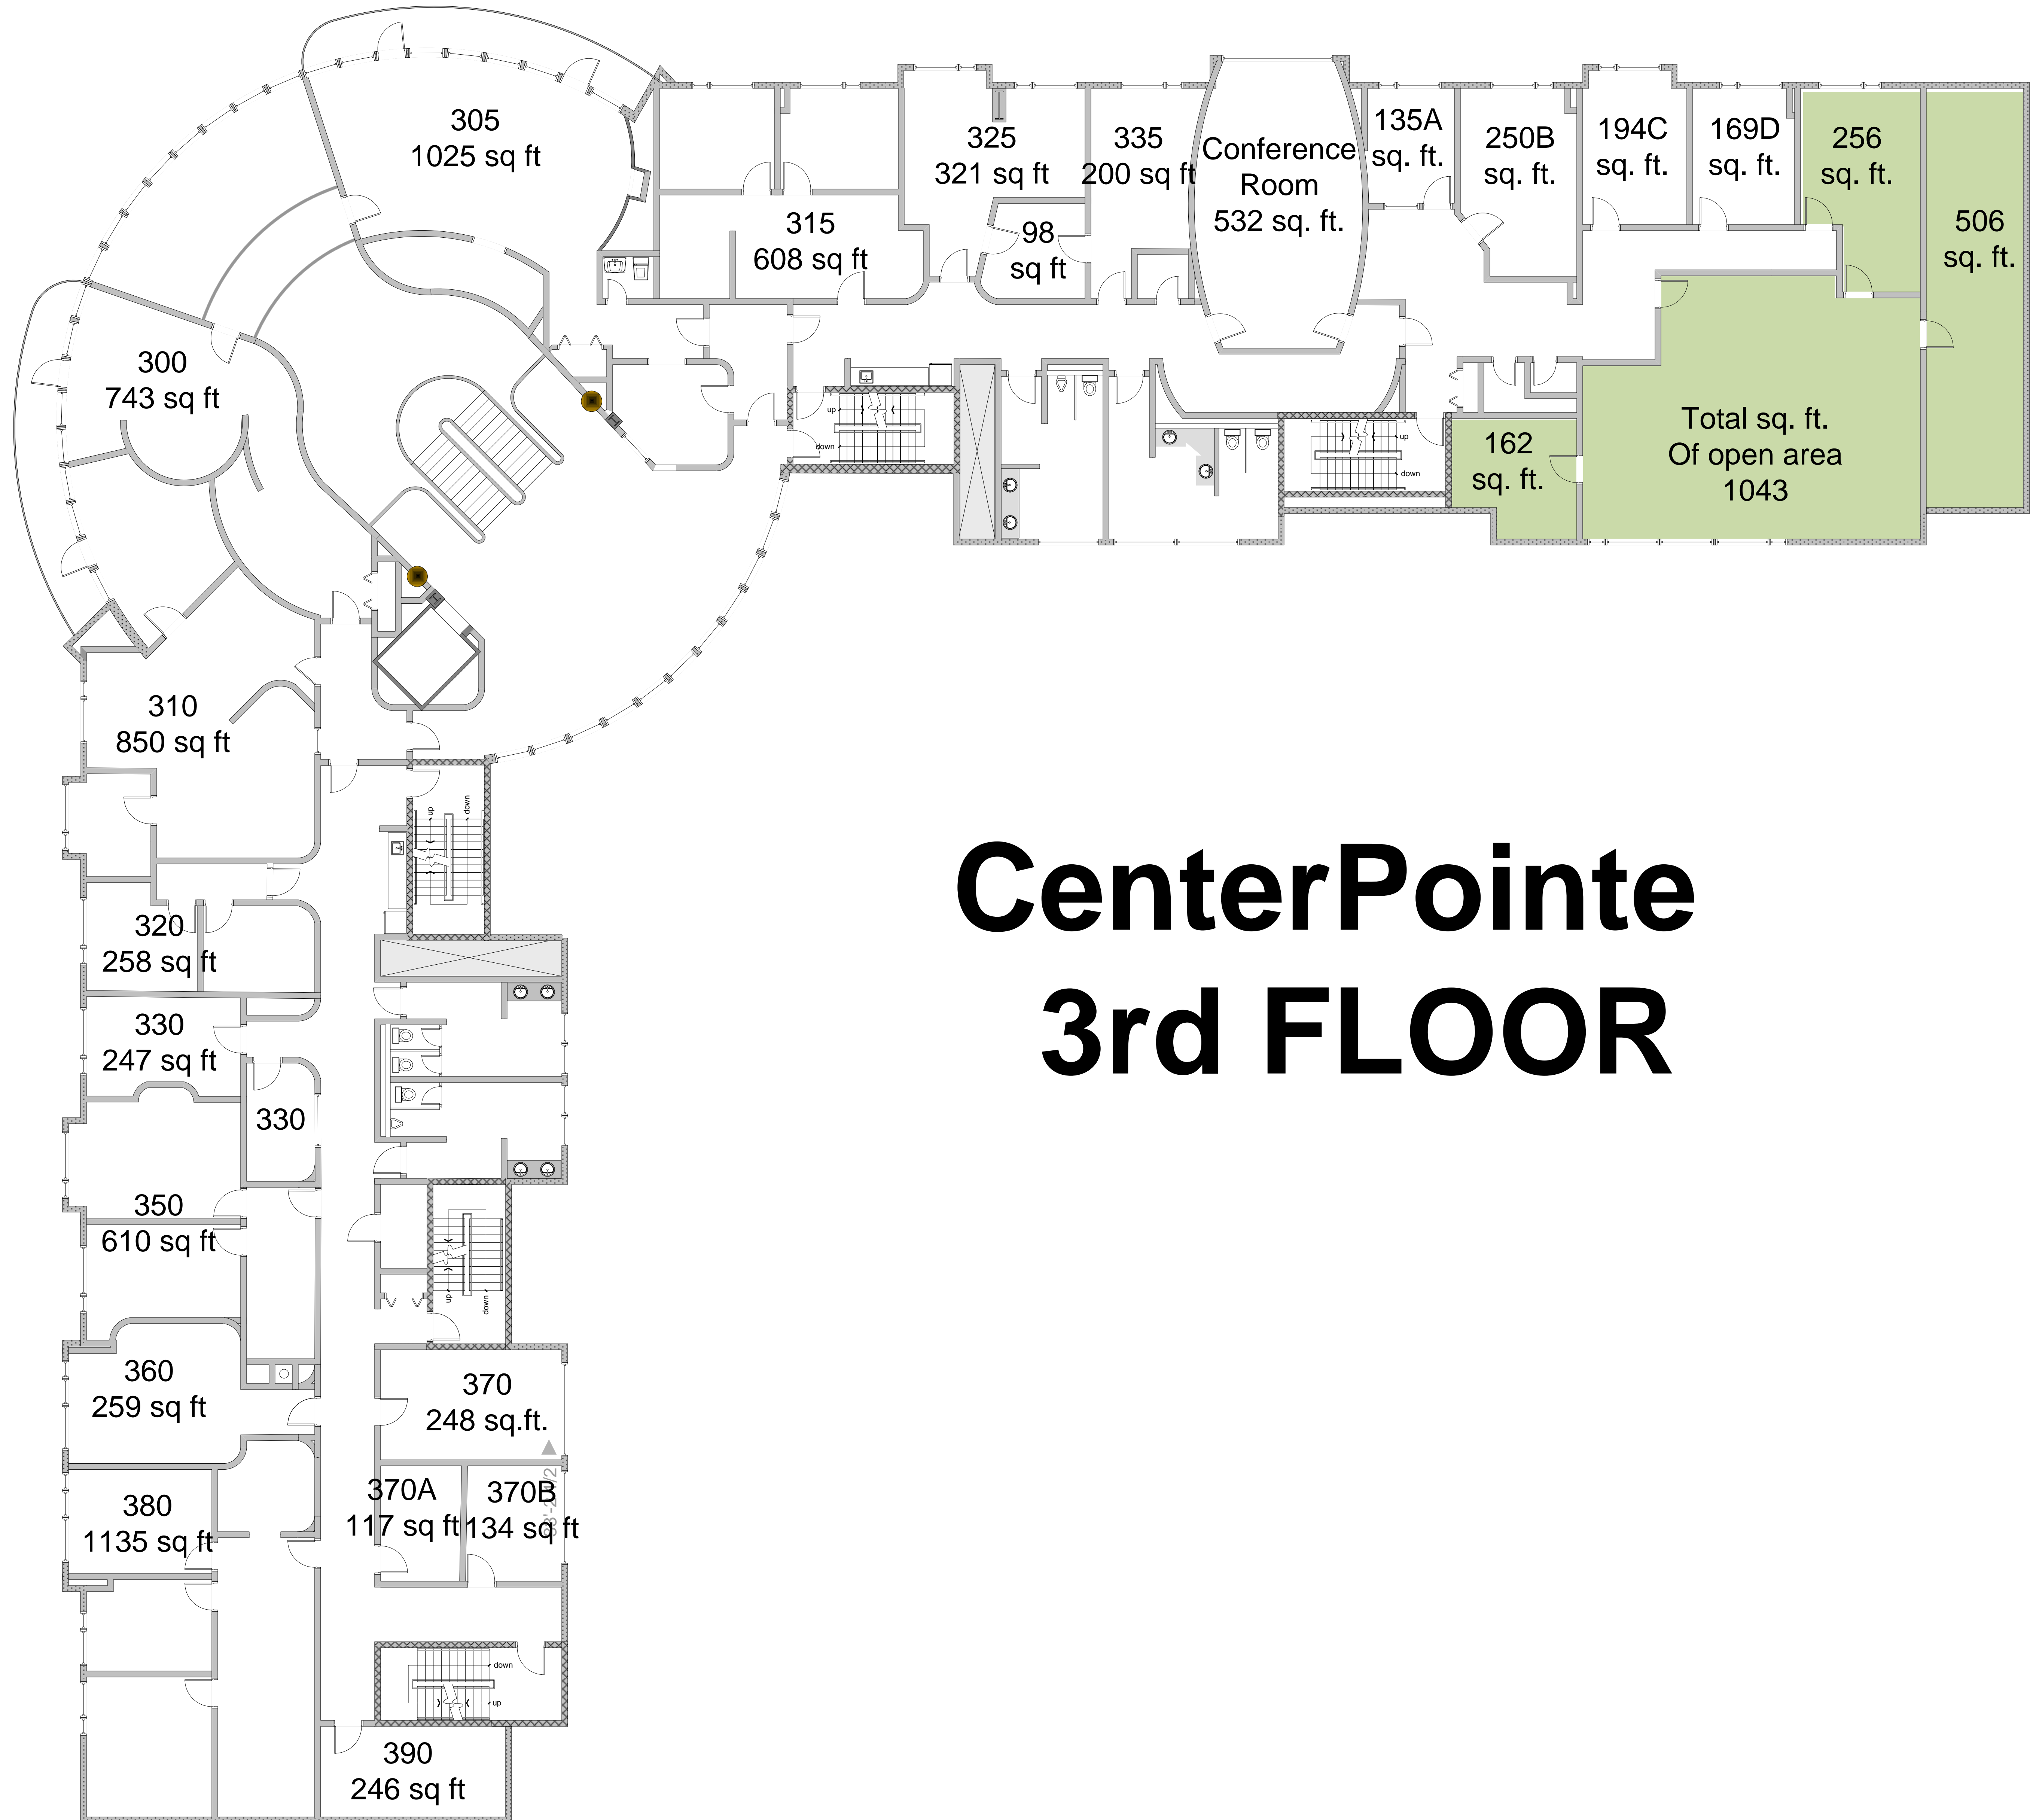 305
1025 sq ft
325
321 sq ft
335
200 sq ft
Conference
Room
532 sq. ft.
135A
sq. ft.
250B
sq. ft.
194C
sq. ft.
169D
sq. ft.
256
sq. ft.
506
sq. ft.
315
608 sq ft
98
sq ft
300
743 sq ft
up
down
up
down
162
sq. ft.
Total sq. ft.
Of open area
1043
310
850 sq ft
up
down
CenterPointe
3rd FLOOR
320
258 sq ft
330
247 sq ft
330
350
610 sq ft
up
down
360
259 sq ft
370
248 sq.ft.
370A
117 sq ft
370B
134 sq ft
380
1135 sq ft
down
up
390
246 sq ft